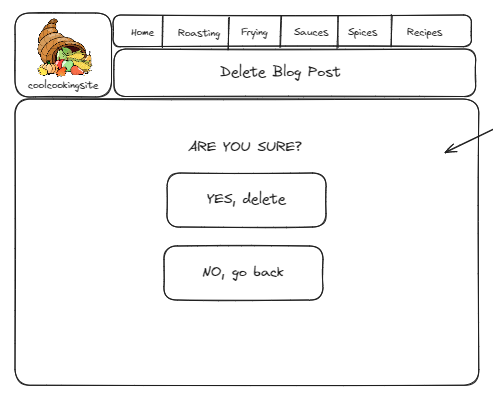 Home Roasting Frying Sauces Spices Recipes
coolcookingsite
Delete Blog Post
ARE YOU SURE?
YES, delete
NO, go back